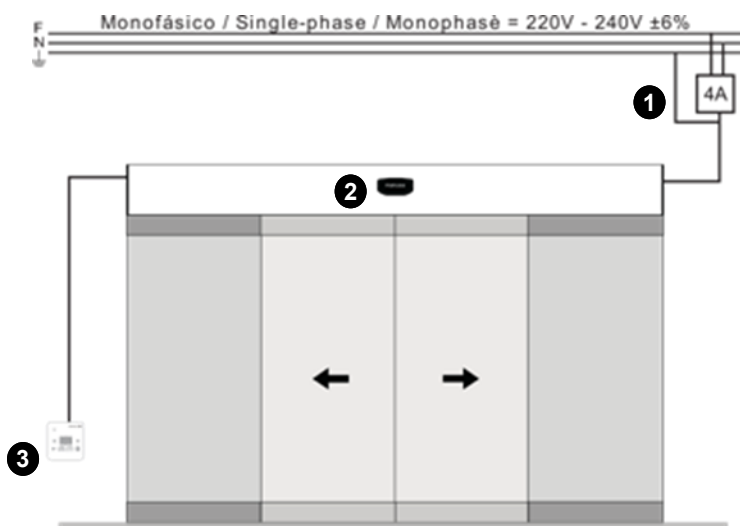 Monofásico / Single-phase / Monophasè = 220V - 240V ±6%
F
N
1
4A
2
3